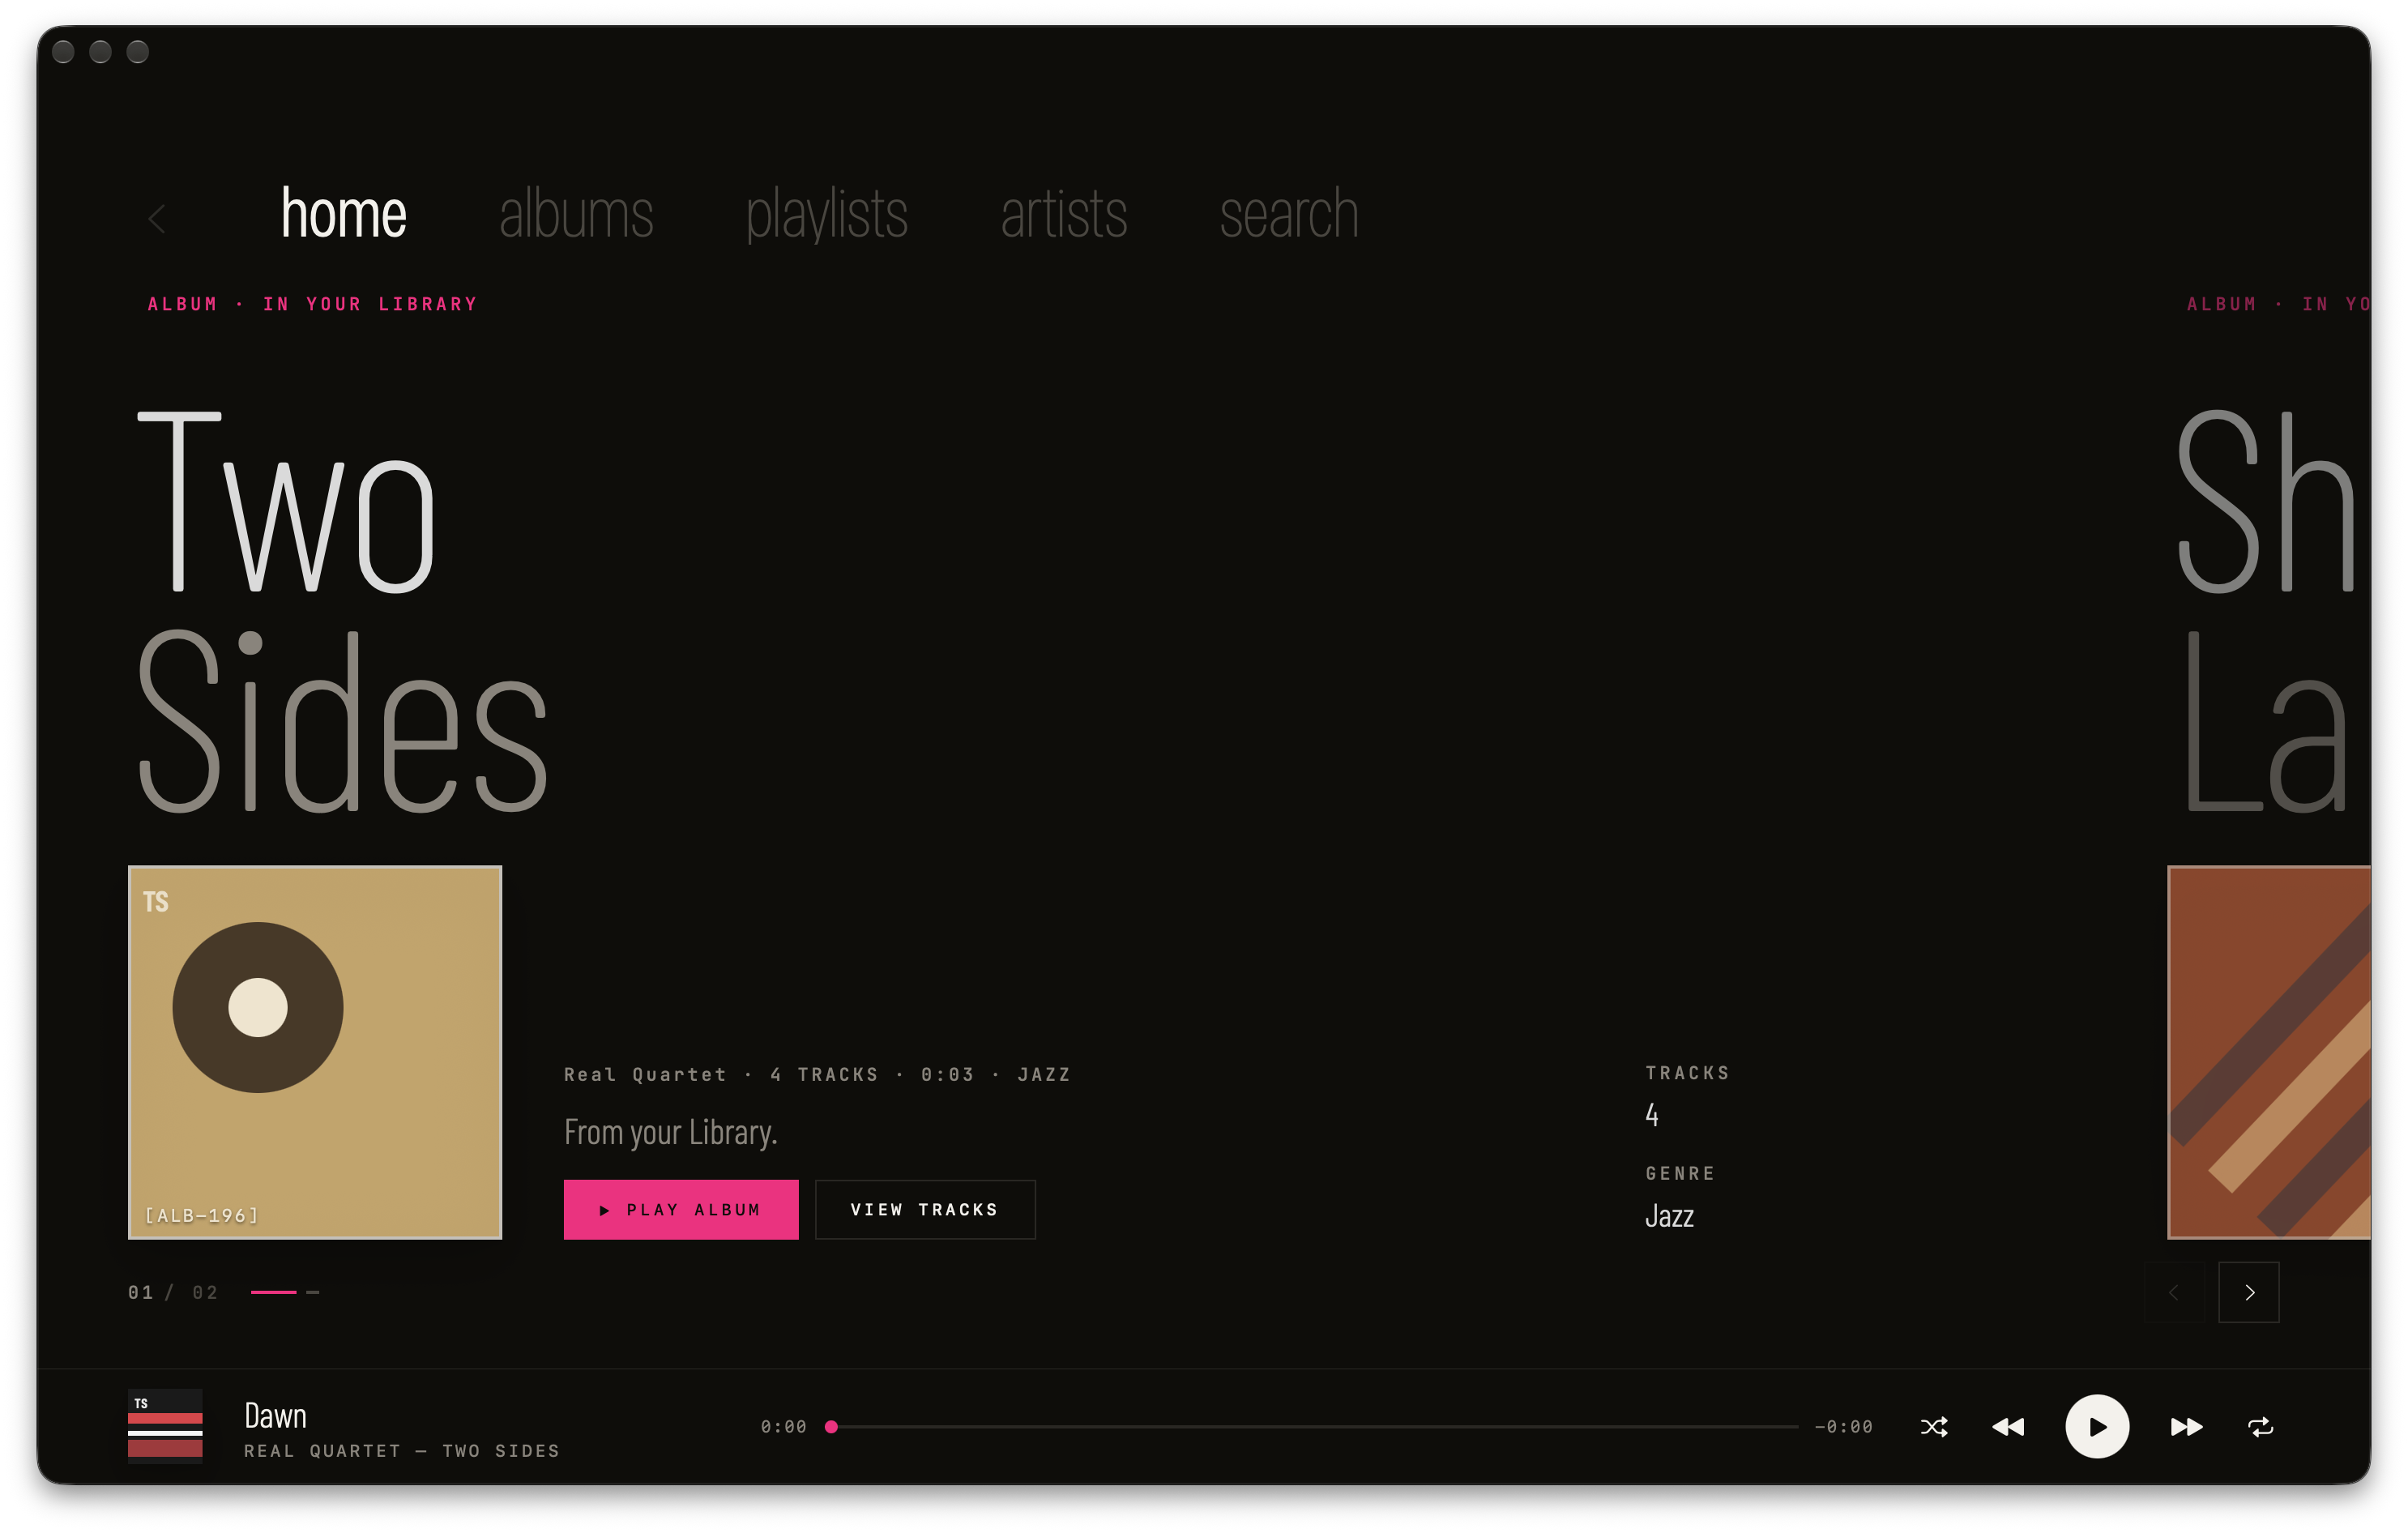 home albums playlists artists search
ALBUM · IN YOUR LIBRARY
ALBUM · IN YO
Two
Sides
Sh
La
TS
[ALB–196]
Real Quartet · 4 TRACKS · 0:03 · JAZZ
From your Library.
▶ PLAY ALBUM
VIEW TRACKS
TRACKS
4
GENRE
Jazz
01 / 02
TS
Dawn
REAL QUARTET — TWO SIDES
0:00
–0:00